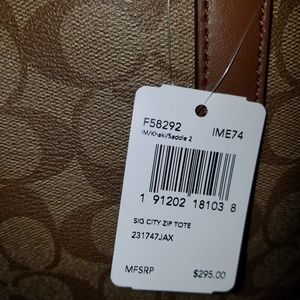 F58292 IME74
IM/Khaki/Saddle 2
1 91202 18103 8
SIG CITY ZIP TOTE
231747JAX
MFSRP $295.00